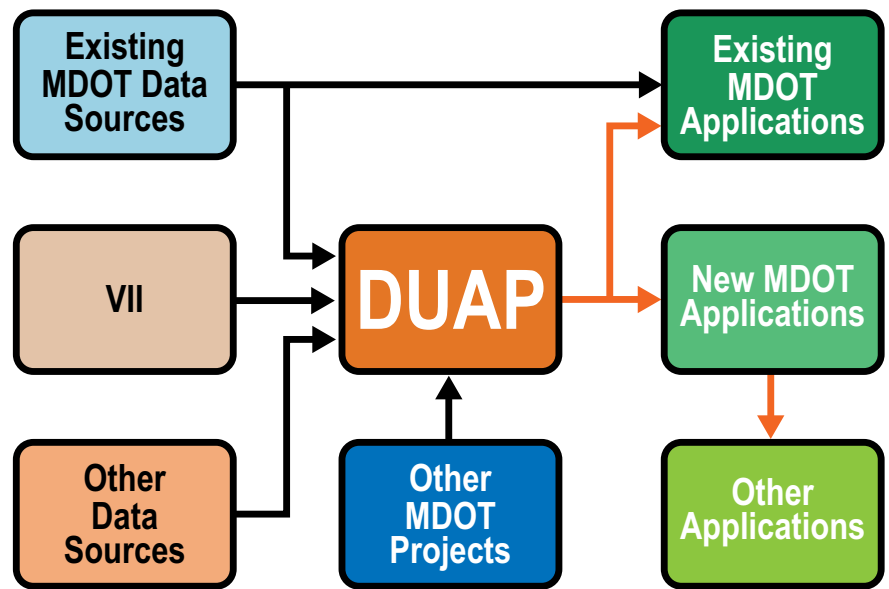 Existing
MDOT Data
Sources
Existing
MDOT
Applications
VII
DUAP
New MDOT
Applications
Other
Data
Sources
Other
MDOT
Projects
Other
Applications